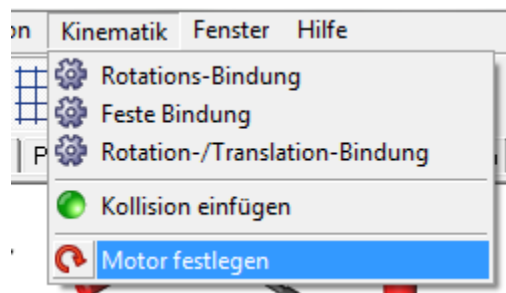 on Kinematik Fenster Hilfe
Rotations-Bindung
Feste Bindung
P Rotation-/Translation-Bindung
Kollision einfügen
Motor festlegen